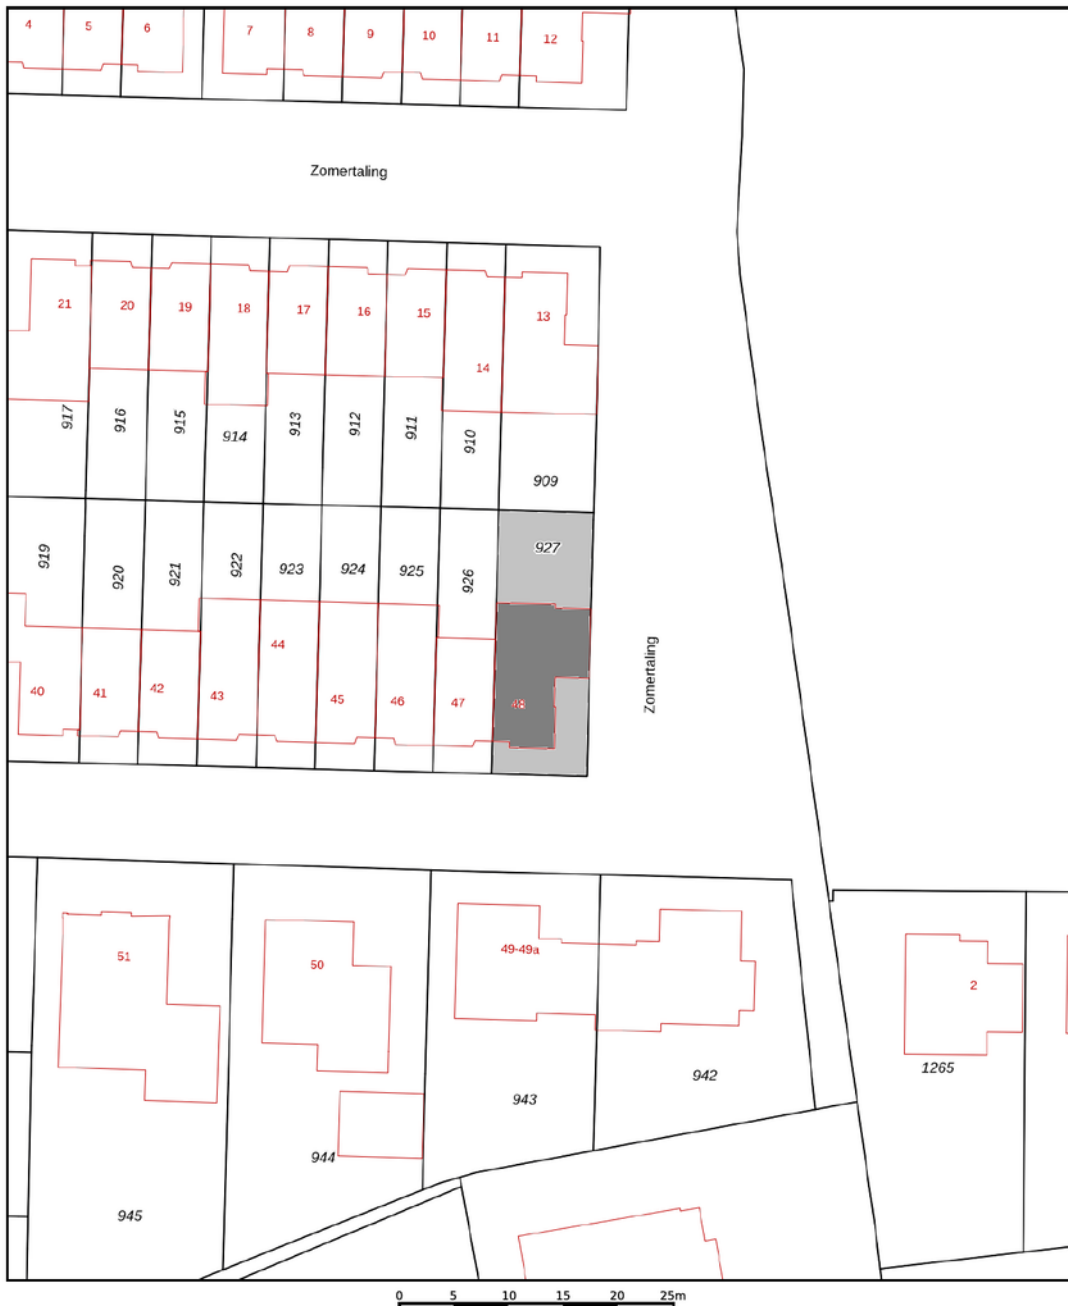 4 5 6 7 8 9 10 11 12
Zomertaling
21 20 19 18 17 16 15 14 13
917 916 915 914 913 912 911 910 909
919 920 921 922 923 924 925 926 927
Zomertaling
40 41 42 43 44 45 46 47 48
51 50 49-49a 2
945 944 943 942 1265
0 5 10 15 20 25m